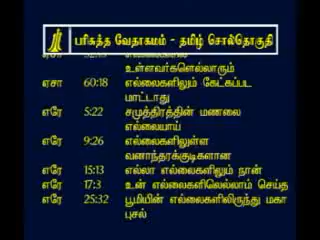 பரிசுத்த வேதாகமம் - தமிழ் சொல்தொகுதி
உள்ளவர்களெல்லாரும்
ஏசா 60:18 எல்லைகளிலும் கேட்கப்பட
மாட்டாது
எரே 5:22 சமுத்திரத்தின் மணலை
எல்லையாய்
எரே 9:26 எல்லைகளிலுள்ள
வனாந்தரக்குடிகளான
எரே 15:13 எல்லா எல்லைகளிலும் நான்
எரே 17:3 உன் எல்லைகளிலெல்லாம் செய்த
எரே 25:32 பூமியின் எல்லைகளிலிருந்து மகா
புசல்